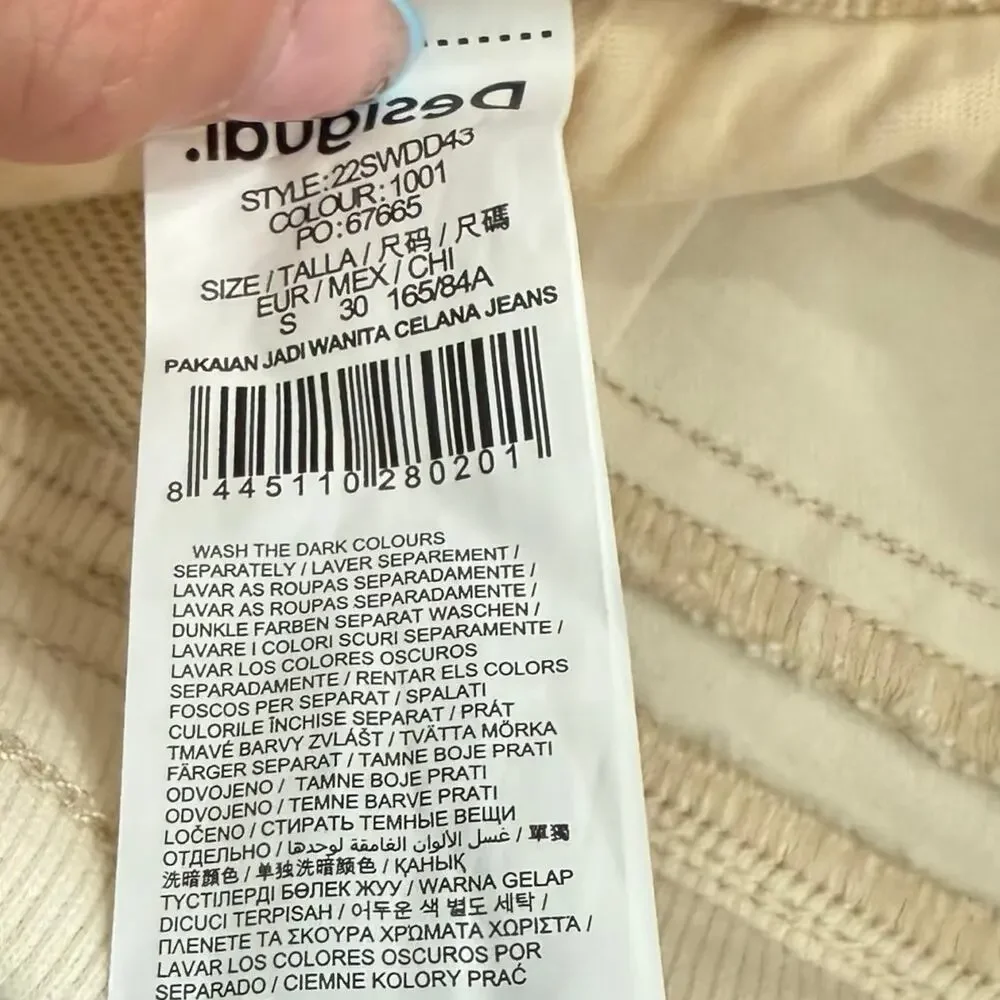 Desigual.
STYLE:22SWDD43
COLOUR:1001
PO:67665
SIZE / TALLA / 尺码 / 尺碼
EUR / MEX / CHI
S 30 165/84A
PAKAIAN JADI WANITA CELANA JEANS
8 445110 280201
WASH THE DARK COLOURS
SEPARATELY / LAVER SEPAREMENT /
LAVAR AS ROUPAS SEPARADAMENTE /
LAVAR AS ROUPAS SEPARADAMENTE /
DUNKLE FARBEN SEPARAT WASCHEN /
LAVARE I COLORI SCURI SEPARAMENTE /
LAVAR LOS COLORES OSCUROS
SEPARADAMENTE / RENTAR ELS COLORS
FOSCOS PER SEPARAT / SPALATI
CULORILE ÎNCHISE SEPARAT / PRÁT
TMAVÉ BARVY ZVLÁŠT / TVÄTTA MÖRKA
FÄRGER SEPARAT / TAMNE BOJE PRATI
ODVOJENO / TAMNE BOJE PRATI
ODVOJENO / TEMNE BARVE PRATI
LOČENO / СТИРАТЬ ТЕМНЫЕ ВЕЩИ
ОТДЕЛЬНО / غسل الألوان الغامقة لوحدها / 單獨
洗暗顏色 / 单独洗暗颜色 / ҚАНЫҚ
ТҮСТІЛЕРДІ БӨЛЕК ЖУУ / WARNA GELAP
DICUCI TERPISAH / 어두운 색 별도 세탁 /
ΠΛΕΝΕΤΕ ΤΑ ΣΚΟΎΡΑ ΧΡΏΜΑΤΑ ΧΩΡΙΣΤΆ /
LAVAR LOS COLORES OSCUROS POR
SEPARADO / CIEMNE KOLORY PRAĆ